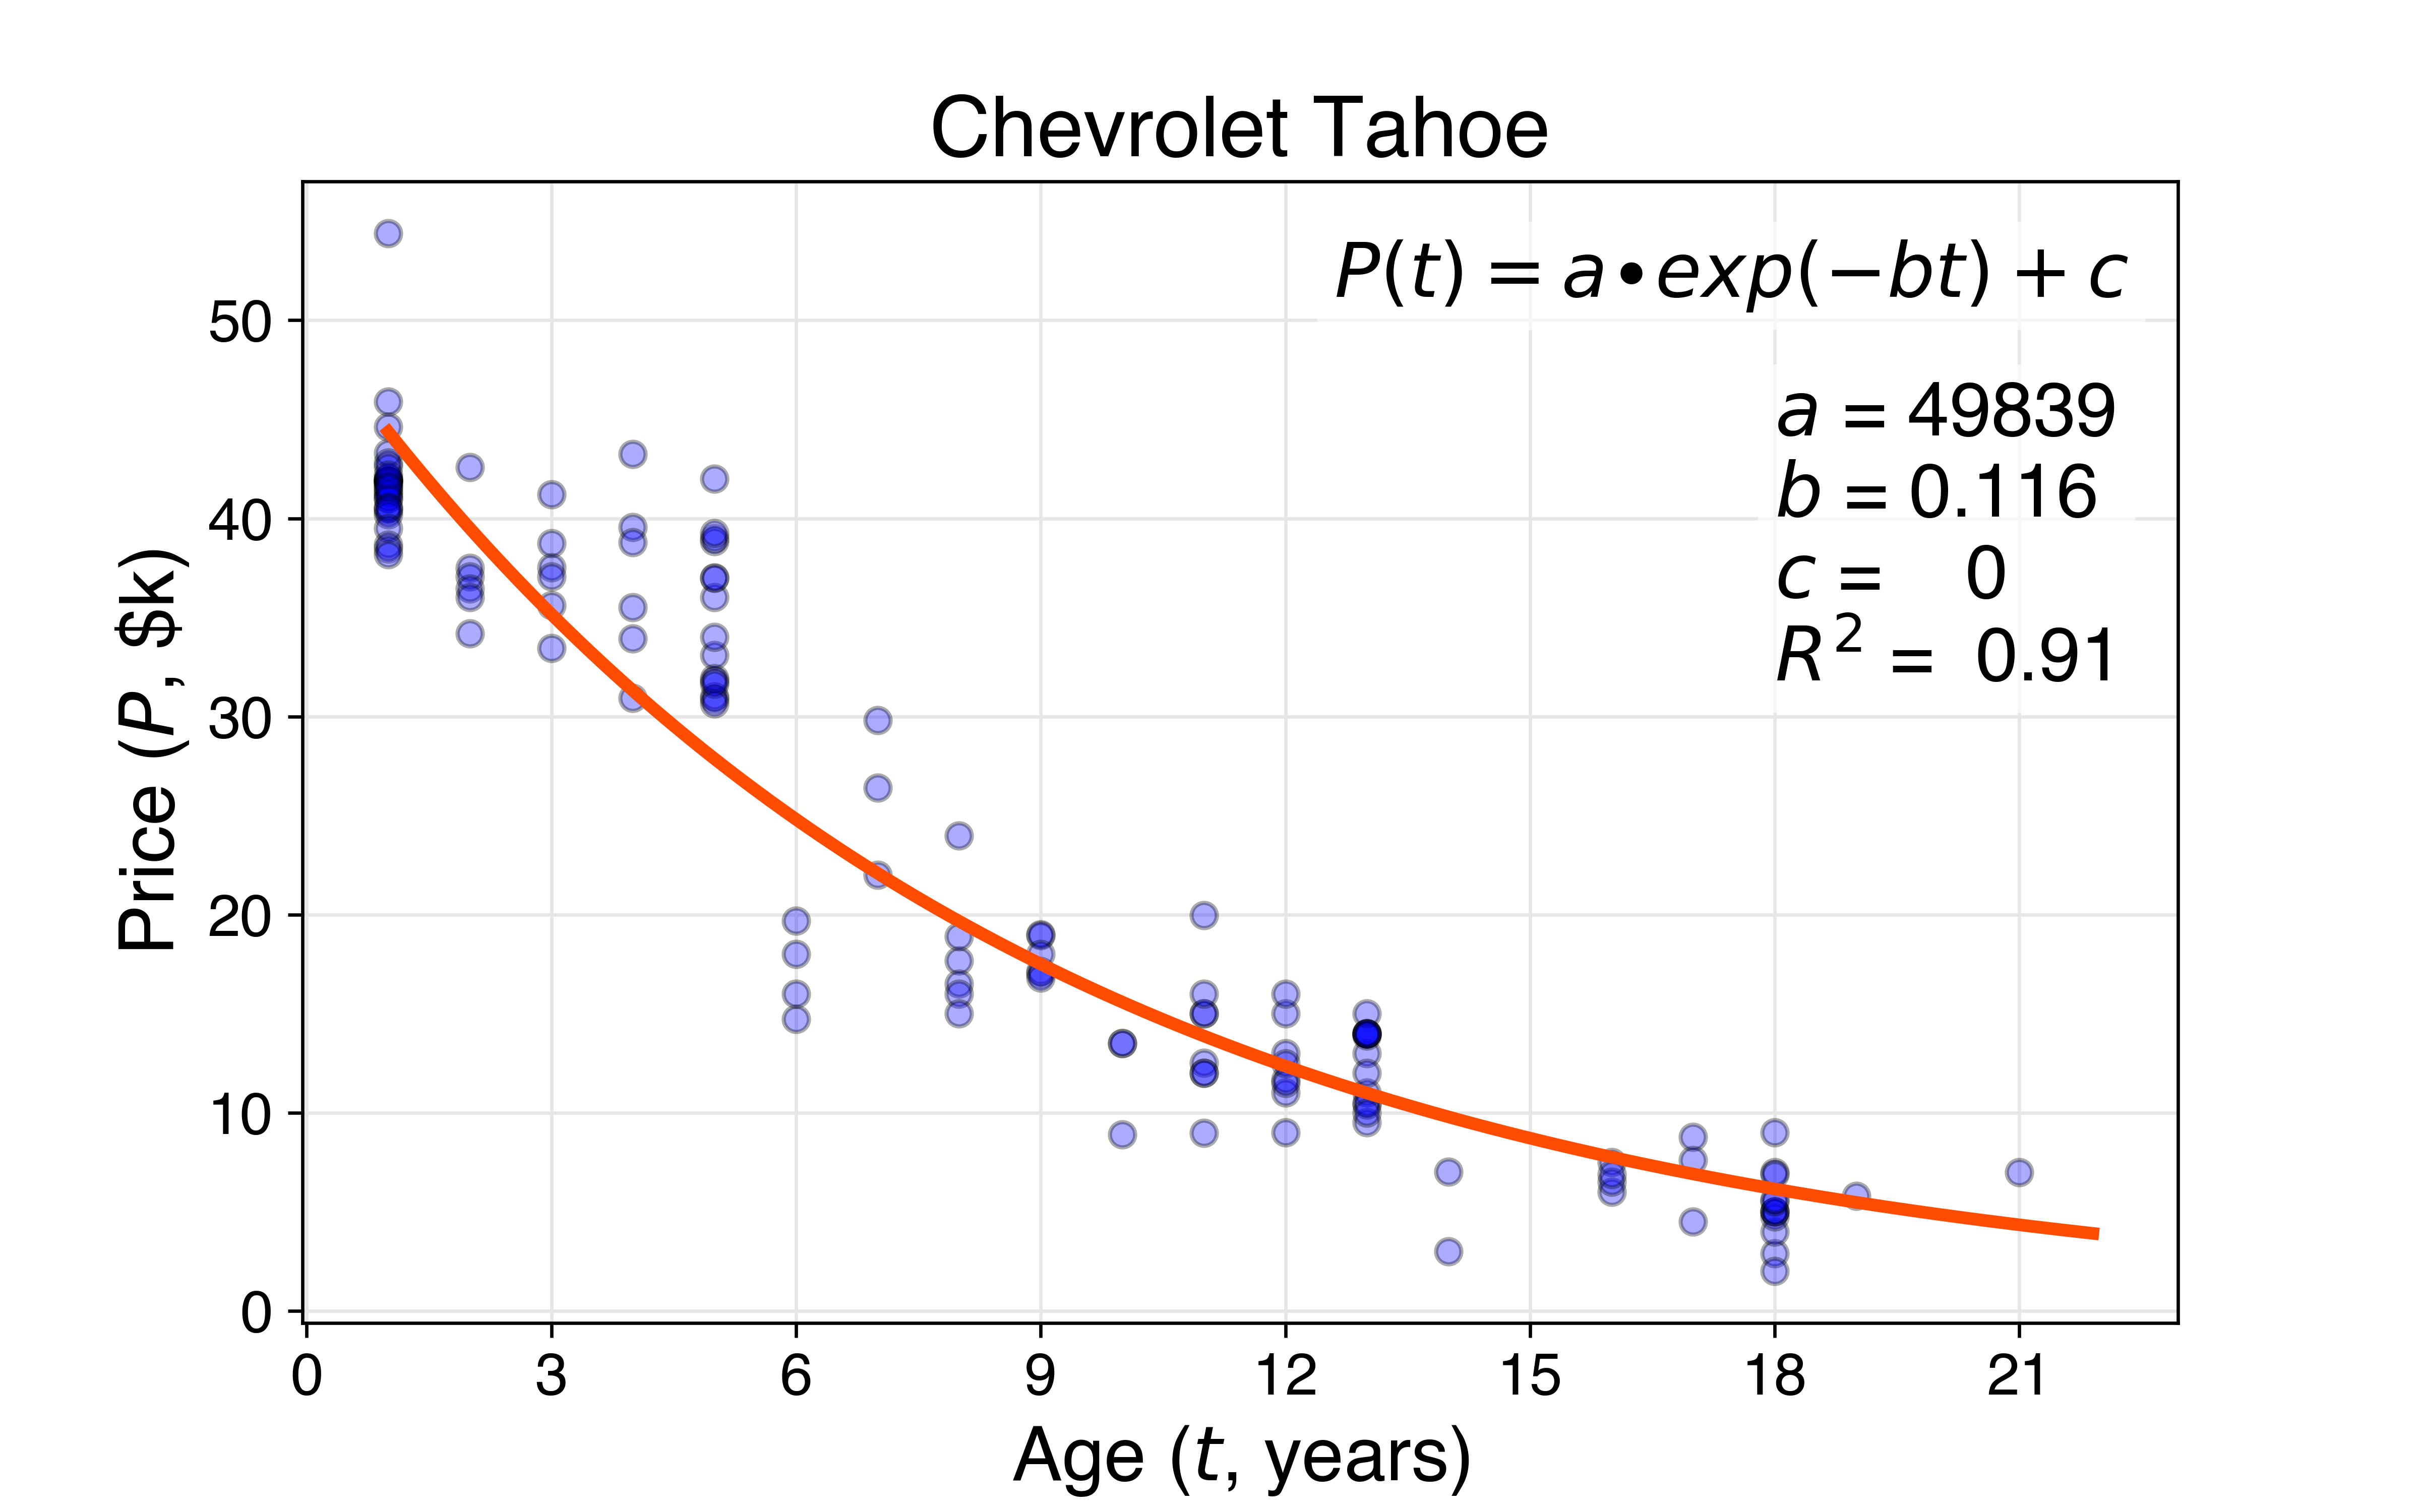 Chevrolet Tahoe
P(t) = a•exp(−bt) + c
a = 49839
b = 0.116
c = 0
R² = 0.91
Price (P, $k)
50
40
30
20
10
0
0 3 6 9 12 15 18 21
Age (t, years)